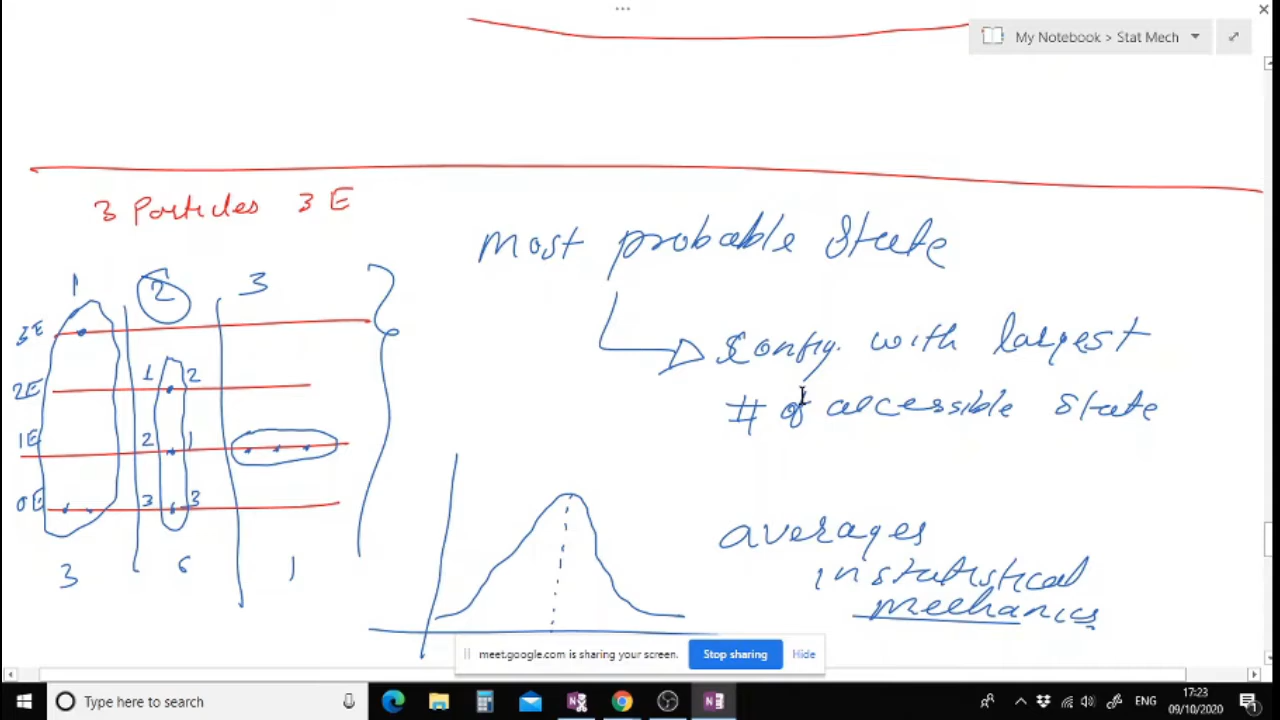 My Notebook > Stat Mech
3 Particles 3 E
most probable State
1 2 3
3E
config. with largest
2E 1 2
# of accessible State
1E 2 1
0E 3 3
averages
in statistical
mechanics
3 6 1
meet.google.com is sharing your screen. Stop sharing Hide
Type here to search
ENG
17:23
09/10/2020
1